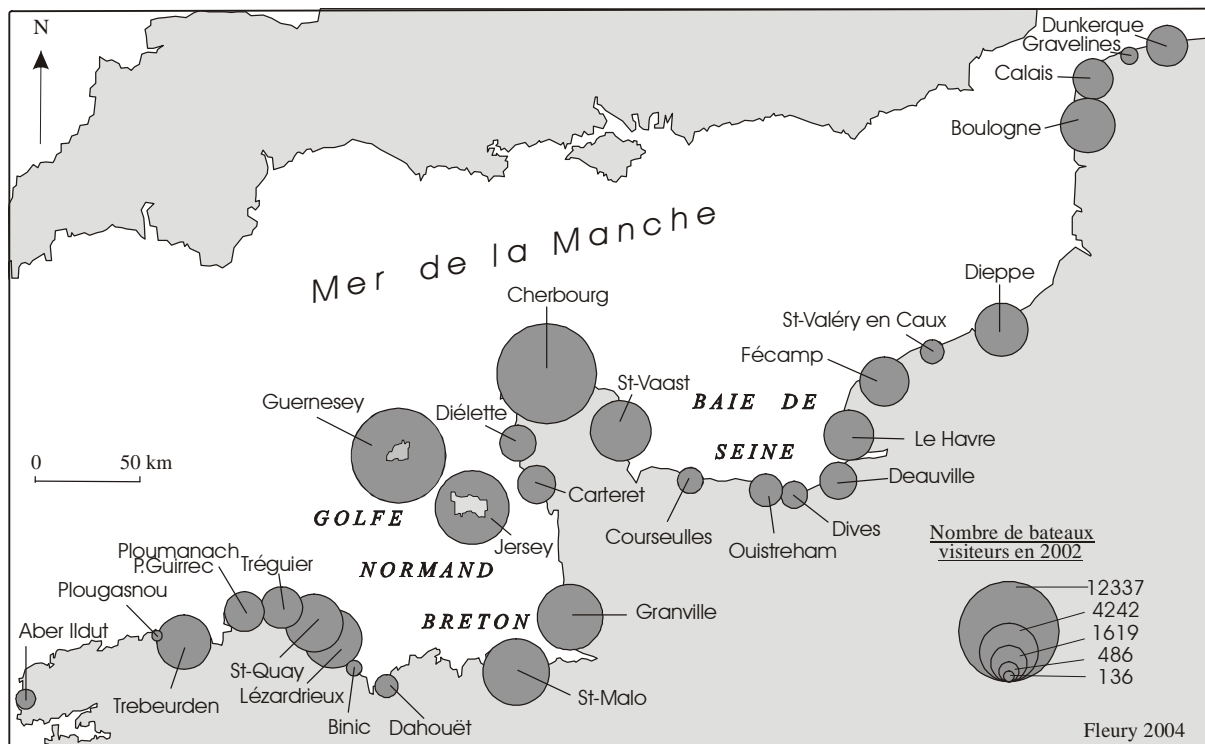 N
Dunkerque
Gravelines
Calais
Boulogne
Mer de la Manche
Dieppe
Cherbourg
St-Valéry en Caux
Fécamp
St-Vaast
BAIE DE
SEINE
Guernesey
Diélette
Le Havre
0 50 km
Deauville
Carteret
GOLFE
Courseulles
Dives
Ouistreham
Jersey
Nombre de bateaux
visiteurs en 2002
Ploumanach
P.Guirrec
Tréguier
NORMAND
Plougasnou
12337
4242
1619
486
136
BRETON
Granville
Aber Ildut
St-Quay
Lézardrieux
Trebeurden
St-Malo
Binic
Dahouët
Fleury 2004